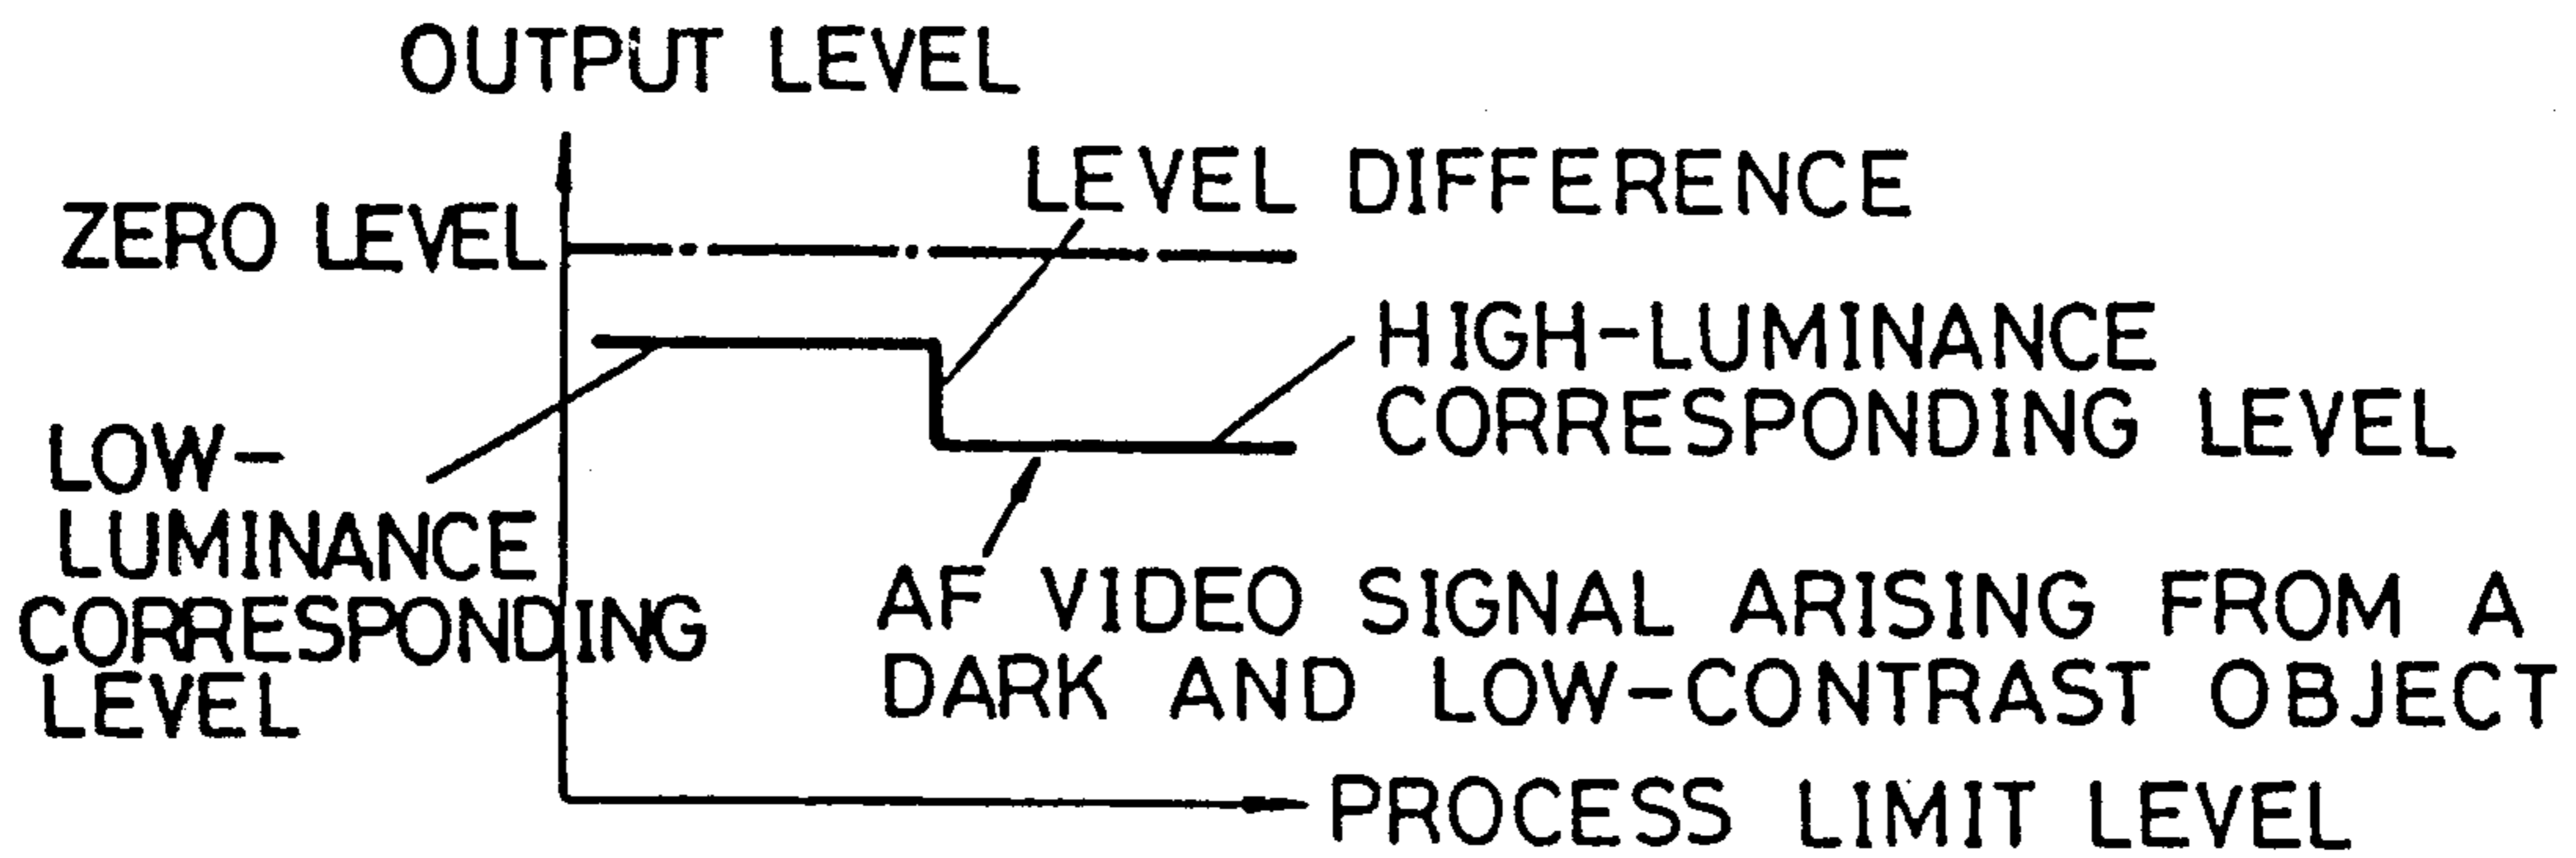 OUTPUT LEVEL
LEVEL DIFFERENCE
ZERO LEVEL
HIGH-LUMINANCE
CORRESPONDING LEVEL
LOW-
LUMINANCE
CORRESPONDING
LEVEL
AF VIDEO SIGNAL ARISING FROM A
DARK AND LOW-CONTRAST OBJECT
PROCESS LIMIT LEVEL